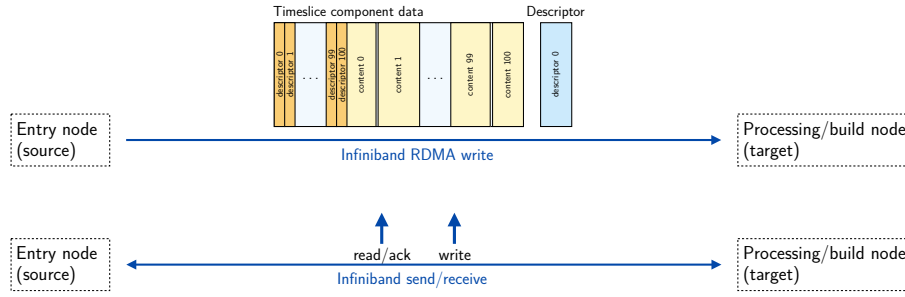 Timeslice component data
Descriptor
descriptor 0
descriptor 1
. . .
descriptor 99
descriptor 100
content 0
content 1
. . .
content 99
content 100
descriptor 0
Entry node
(source)
Infiniband RDMA write
Processing/build node
(target)
Entry node
(source)
read/ack
write
Infiniband send/receive
Processing/build node
(target)